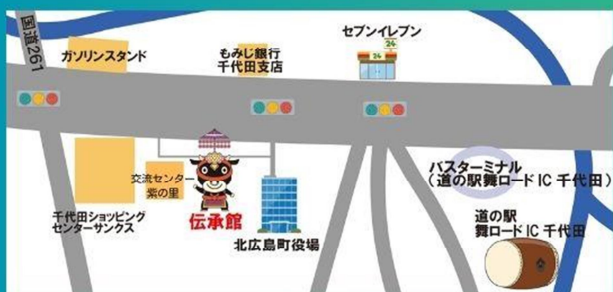 国道261
ガソリンスタンド
もみじ銀行
千代田支店
セブンイレブン
24
24
交流センター
紫の里
千代田ショッピング
センターサンクス
伝承館
北広島町役場
バスターミナル
(道の駅舞ロードIC 千代田)
道の駅
舞ロードIC 千代田